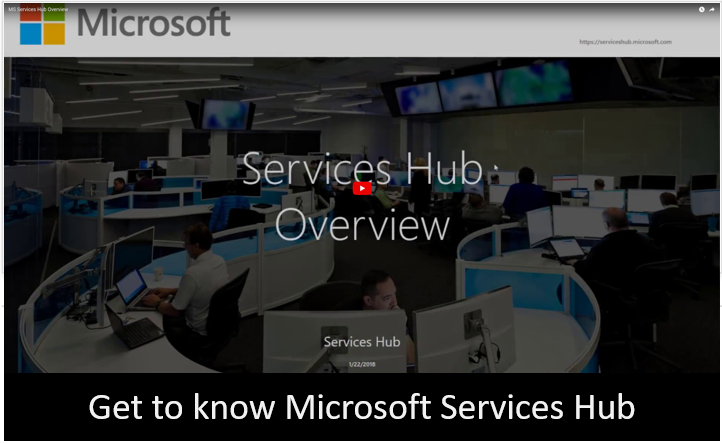 MS Services Hub Overview
Microsoft
https://serviceshub.microsoft.com
Services Hub
Overview
Services Hub
1/22/2018
Get to know Microsoft Services Hub